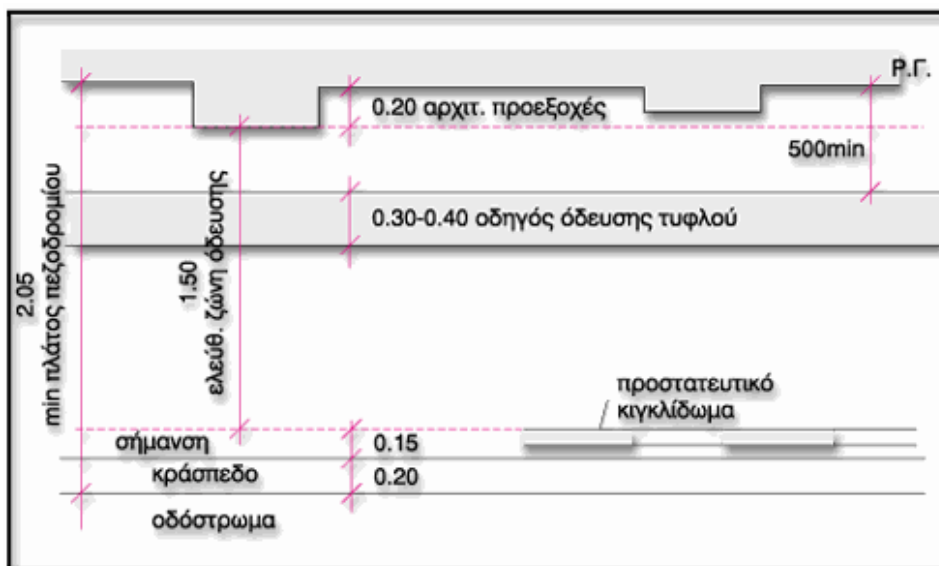 Ρ.Γ.
0.20 αρχιτ. προεξοχές
500min
0.30-0.40 οδηγός όδευσης τυφλού
2.05
min πλάτος πεζοδρομίου
1.50
ελεύθ. ζώνη όδευσης
προστατευτικό
κιγκλίδωμα
σήμανση
0.15
κράσπεδο
0.20
οδόστρωμα